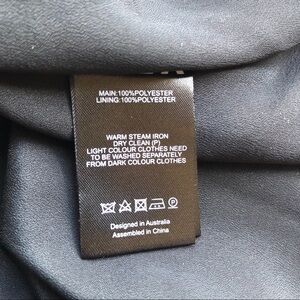 MAIN:100%POLYESTER
LINING:100%POLYESTER
WARM STEAM IRON
DRY CLEAN (P)
LIGHT COLOUR CLOTHES NEED
TO BE WASHED SEPARATELY
FROM DARK COLOUR CLOTHES
P
Designed in Australia
Assembled in China